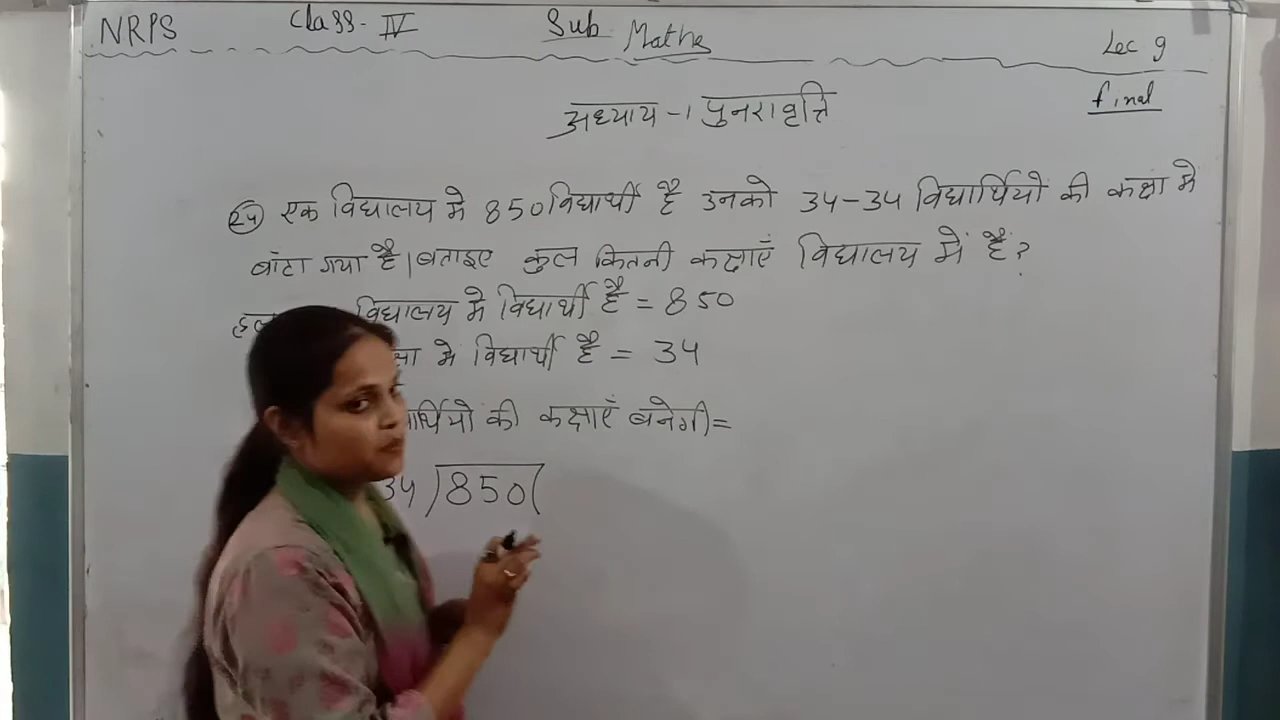 NRPS Class - IV Sub Maths Lec 9
final
अध्याय -1 पुनरावृत्ति
24 एक विद्यालय मे 850 विद्यार्थी है उनको 34-34 विद्यार्थियों की कक्षा मे
बांटा गया है। बताइए कुल कितनी कक्षाएँ विद्यालय में हैं?
हल विद्यालय मे विद्यार्थी है = 850
मे विद्यार्थी है = 34
की कक्षाएँ बनेगी =
34)850(